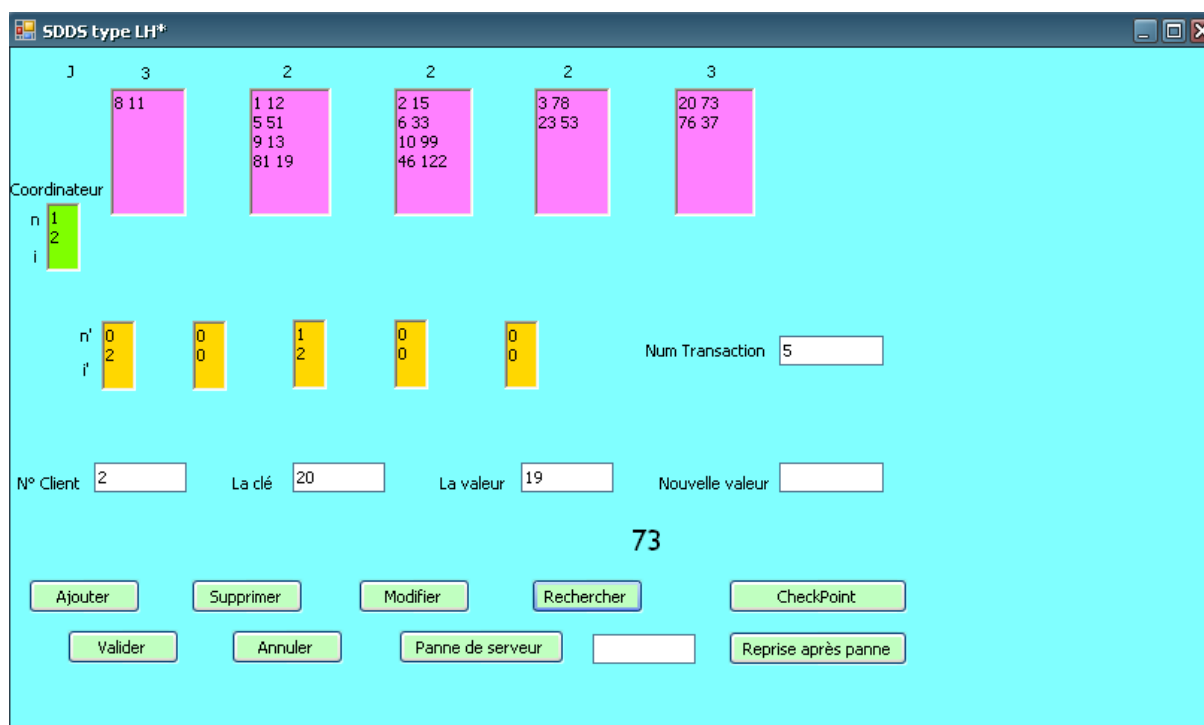 SDDS type LH*
J 3 2 2 2 3
8 11 1 12 2 15 3 78 20 73
5 51 6 33 23 53 76 37
9 13 10 99
81 19 46 122
Coordinateur
n 1
2
i
n' 0 0 1 0 0
2 0 2 0 0
i'
Num Transaction 5
N° Client 2 La clé 20 La valeur 19 Nouvelle valeur
73
Ajouter Supprimer Modifier Rechercher CheckPoint
Valider Annuler Panne de serveur Reprise après panne